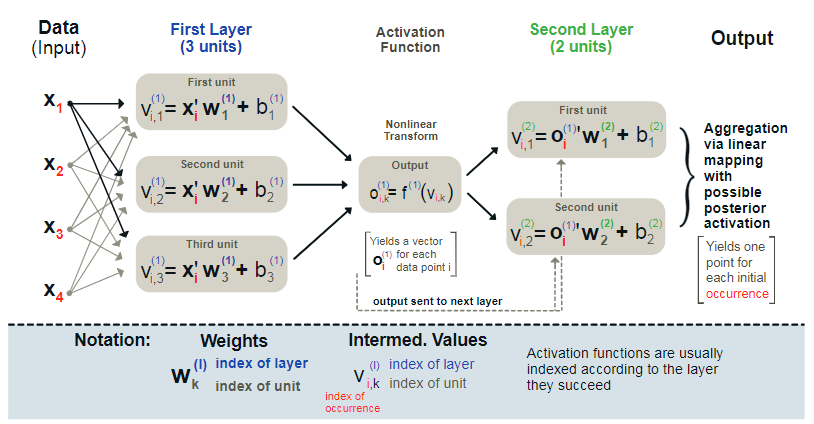 Data
(Input)
First Layer
(3 units)
Activation
Function
Second Layer
(2 units)
Output
x1
x2
x3
x4
First unit
v_{i,1}^{(1)} = x_i' w_1^{(1)} + b_1^{(1)}
Second unit
v_{i,2}^{(1)} = x_i' w_2^{(1)} + b_2^{(1)}
Third unit
v_{i,3}^{(1)} = x_i' w_3^{(1)} + b_3^{(1)}
Nonlinear
Transform
Output
o_{i,k}^{(1)} = f^{(1)}(v_{i,k})
Yields a vector
o_i^{(1)} for each
data point i
output sent to next layer
First unit
v_{i,1}^{(2)} = o_i^{(1)}' w_1^{(2)} + b_1^{(2)}
Second unit
v_{i,2}^{(2)} = o_i^{(1)}' w_2^{(2)} + b_2^{(2)}
Aggregation
via linear
mapping
with
possible
posterior
activation
Yields one
point for
each initial
occurrence
Notation:
Weights
w_k^{(l)} index of layer
index of unit
Intermed. Values
v_{i,k}^{(l)} index of layer
index of unit
index of
occurrence
Activation functions are usually
indexed according to the layer
they succeed